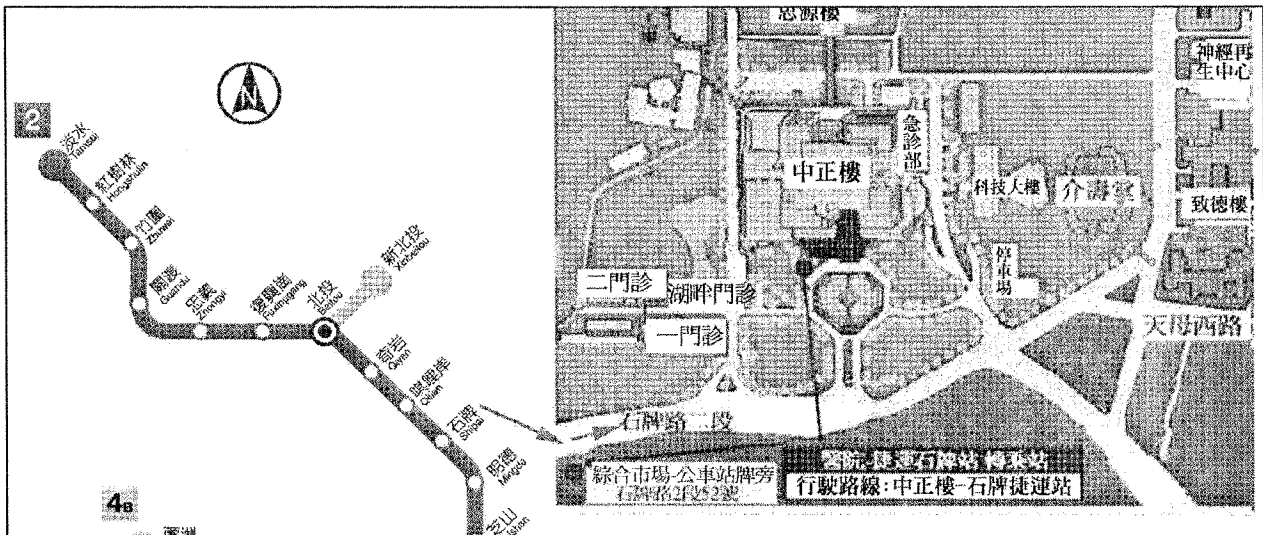 N
2
淡水
Tamsui
紅樹林
Hongshulin
竹圍
Zhuwei
關渡
Guandu
忠義
Zhongyi
復興崗
Fuxinggang
北投
Beitou
新北投
Xinbeitou
奇岩
Qiyan
唭哩岸
Qilian
石牌
Shipai
明德
Mingde
芝山
4B
蘆洲
思源樓
神經再
生中心
急診部
中正樓
科技大樓
介壽堂
致德樓
停車場
二門診
湖畔門診
一門診
天母西路
石牌路二段
綜合市場-公車站牌旁
石牌路2段52號
醫院-捷運石牌站 轉乘站
行駛路線:中正樓-石牌捷運站